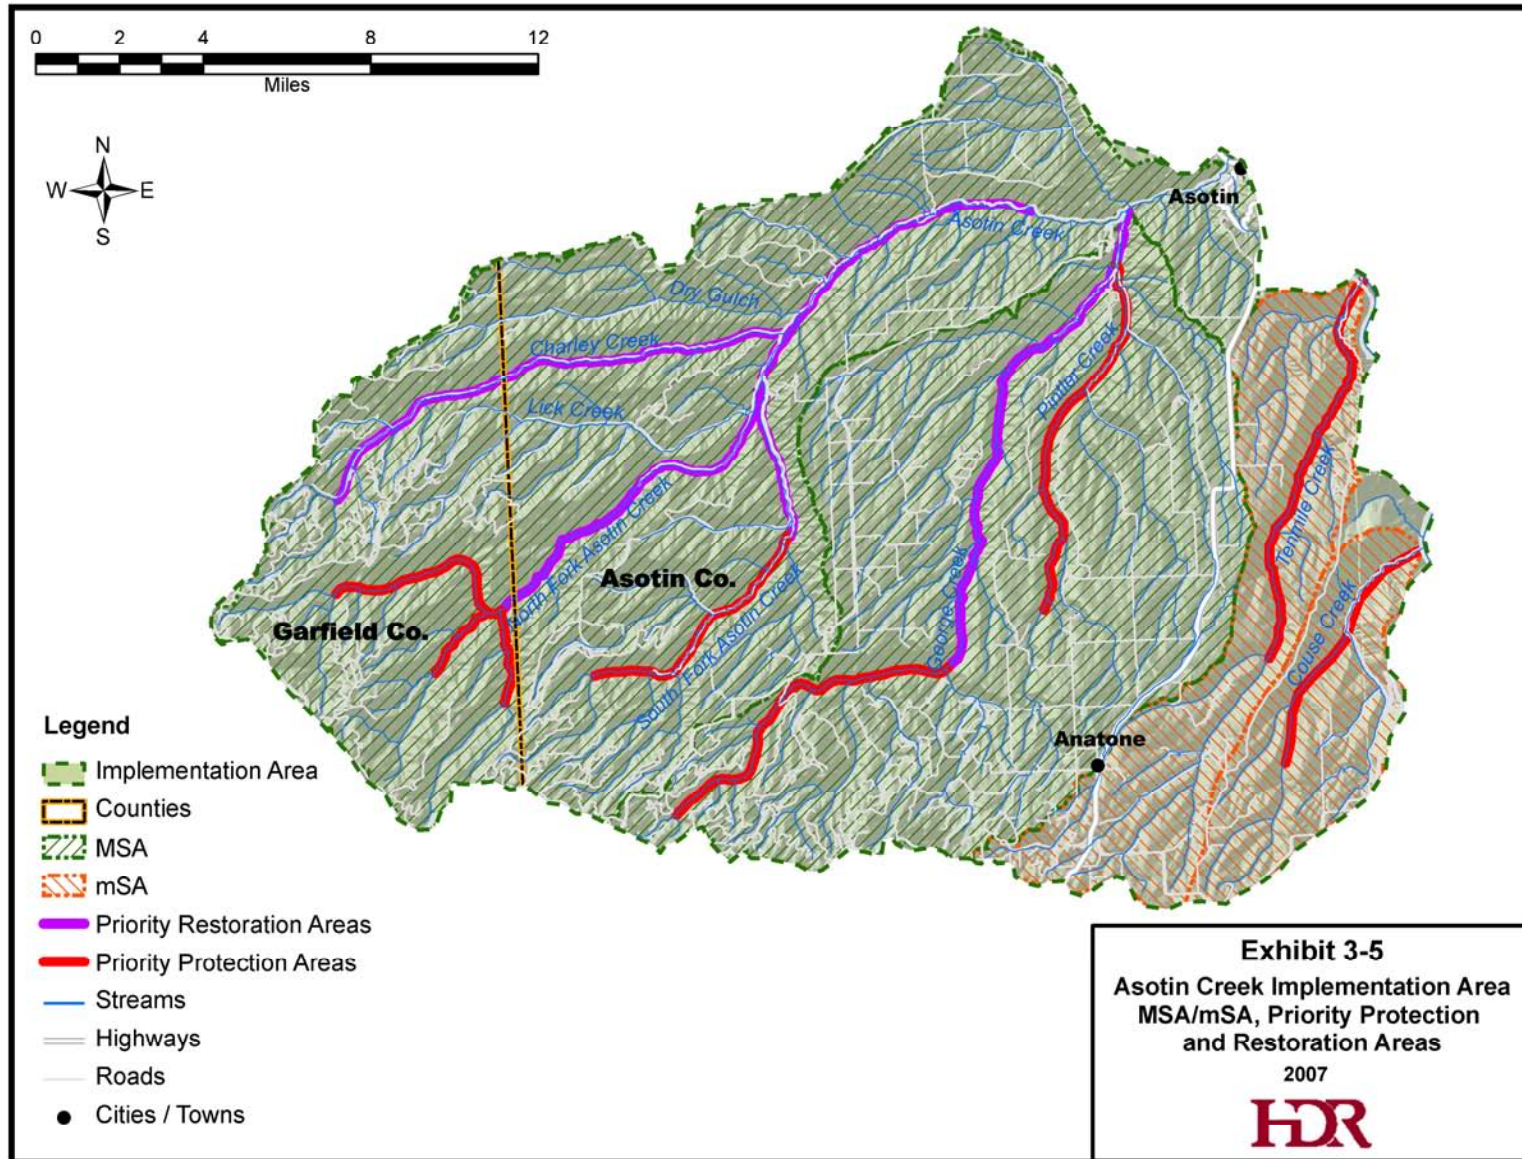 0 2 4 8 12
Miles
N
W E
S
Asotin
Asotin Creek
Dry Gulch
Charley Creek
Pintler Creek
Lick Creek
Tenmile Creek
North Fork Asotin Creek
George Creek
Asotin Co.
Garfield Co.
South Fork Asotin Creek
Couse Creek
Anatone
Legend
Implementation Area
Counties
MSA
mSA
Priority Restoration Areas
Priority Protection Areas
Streams
Highways
Roads
Cities / Towns
Exhibit 3-5
Asotin Creek Implementation Area
MSA/mSA, Priority Protection
and Restoration Areas
2007
HDR